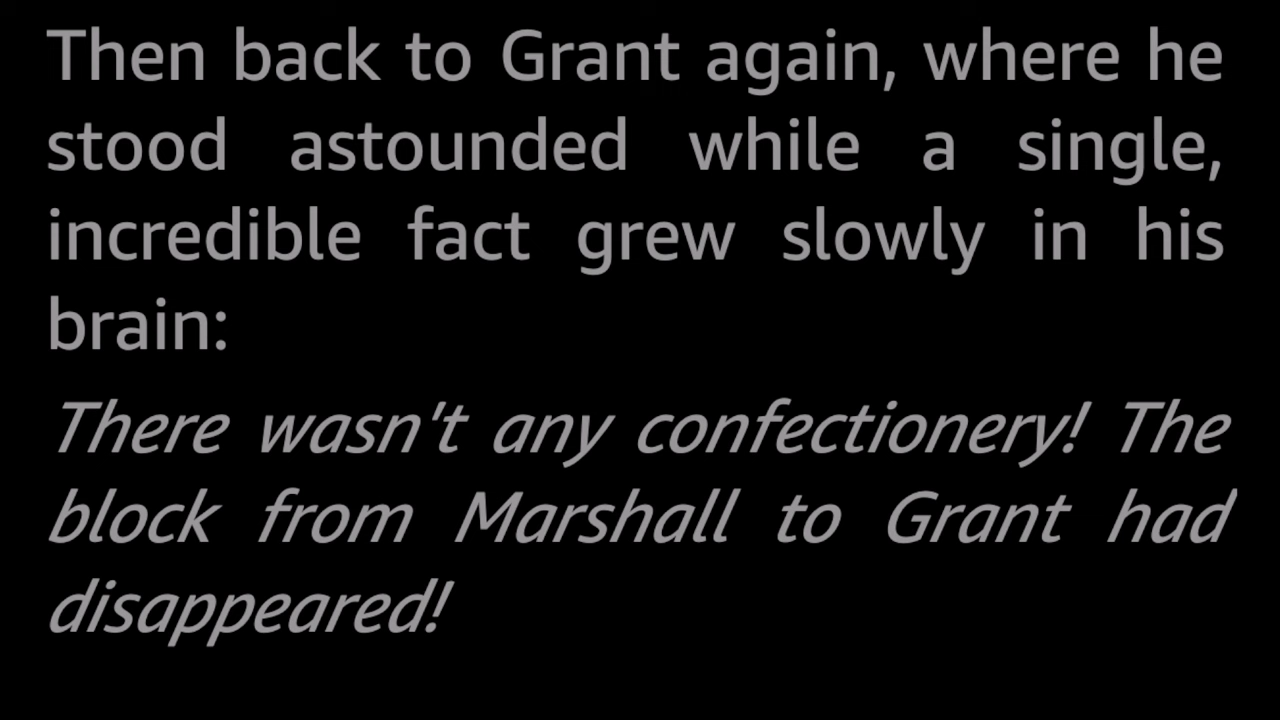 Then back to Grant again, where he
stood astounded while a single,
incredible fact grew slowly in his
brain:
There wasn't any confectionery! The
block from Marshall to Grant had
disappeared!